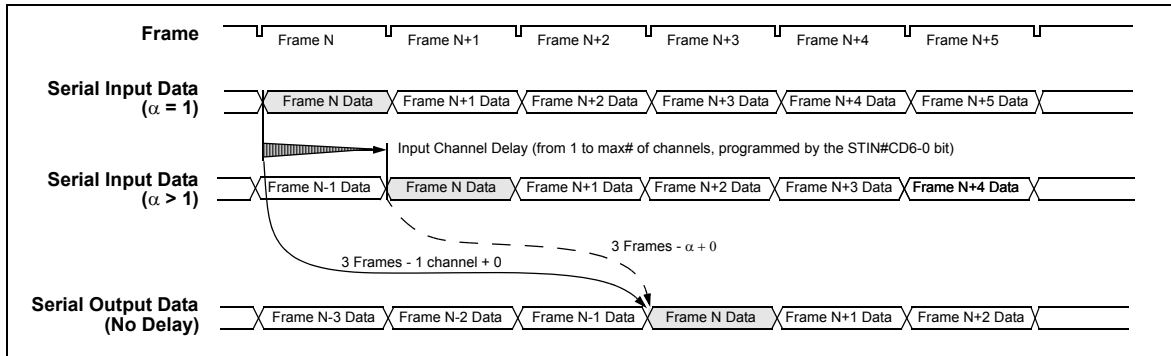 Frame
Frame N Frame N+1 Frame N+2 Frame N+3 Frame N+4 Frame N+5
Serial Input Data
(α = 1)
Frame N Data Frame N+1 Data Frame N+2 Data Frame N+3 Data Frame N+4 Data Frame N+5 Data
Input Channel Delay (from 1 to max# of channels, programmed by the STIN#CD6-0 bit)
Serial Input Data
(α > 1)
Frame N-1 Data Frame N Data Frame N+1 Data Frame N+2 Data Frame N+3 Data Frame N+4 Data
3 Frames - α + 0
3 Frames - 1 channel + 0
Serial Output Data
(No Delay)
Frame N-3 Data Frame N-2 Data Frame N-1 Data Frame N Data Frame N+1 Data Frame N+2 Data